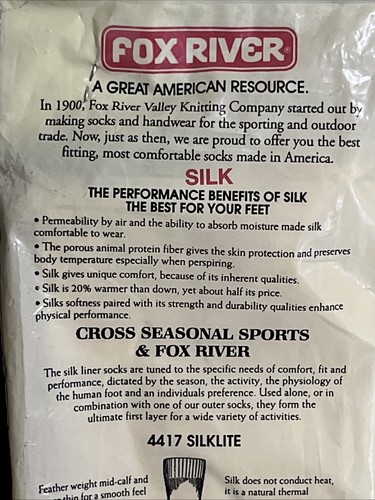 FOX RIVER®
A GREAT AMERICAN RESOURCE.
In 1900, Fox River Valley Knitting Company started out by
making socks and handwear for the sporting and outdoor
trade. Now, just as then, we are proud to offer you the best
fitting, most comfortable socks made in America.
SILK
THE PERFORMANCE BENEFITS OF SILK
THE BEST FOR YOUR FEET
• Permeability by air and the ability to absorb moisture made silk
comfortable to wear.
• The porous animal protein fiber gives the skin protection and preserves
body temperature especially when perspiring.
• Silk gives unique comfort, because of its inherent qualities.
• Silk is 20% warmer than down, yet about half its price.
• Silks softness paired with its strength and durability qualities enhance
physical performance.
CROSS SEASONAL SPORTS
& FOX RIVER
The silk liner socks are tuned to the specific needs of comfort, fit and
performance, dictated by the season, the activity, the physiology of
the human foot and an individuals preference. Used alone, or in
combination with one of our outer socks, they form the
ultimate first layer for a wide variety of activities.
4417 SILKLITE
Feather weight mid-calf and
thin for a smooth feel
Silk does not conduct heat,
it is a natural thermal